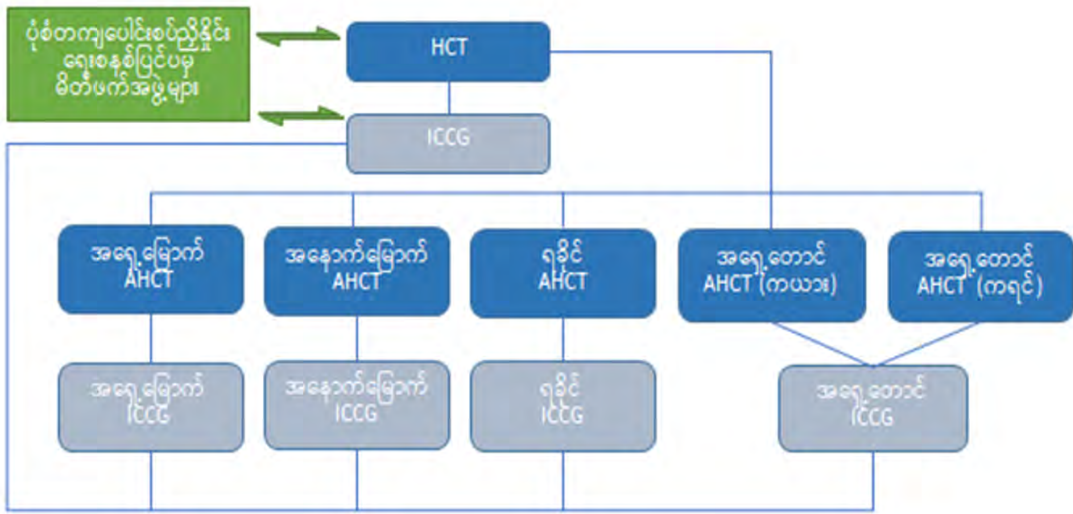 ပုံစံတကျပေါင်းစပ်ညှိနှိုင်း
ရေးစနစ်ပြင်ပမှ
မိတ်ဖက်အဖွဲ့များ
HCT
ICCG
အရှေ့မြောက်
AHCT
အနောက်မြောက်
AHCT
ရခိုင်
AHCT
အရှေ့တောင်
AHCT (ကယား)
အရှေ့တောင်
AHCT (ကရင်)
အရှေ့မြောက်
ICCG
အနောက်မြောက်
ICCG
ရခိုင်
ICCG
အရှေ့တောင်
ICCG